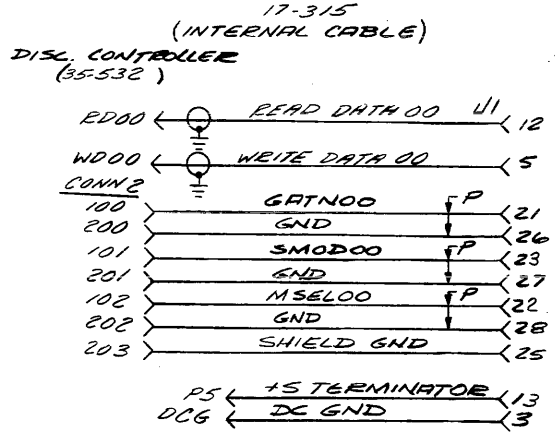 17-315
(INTERNAL CABLE)
DISC. CONTROLLER
(35-532)
RD00 READ DATA 00 U1 12
WD00 WRITE DATA 00 5
CONN2
100 GATN00 P 21
200 GND 26
101 SMOD00 P 23
201 GND 27
102 MSEL00 P 22
202 GND 28
203 SHIELD GND 25
P5 +5 TERMINATOR 13
DCG DC GND 3